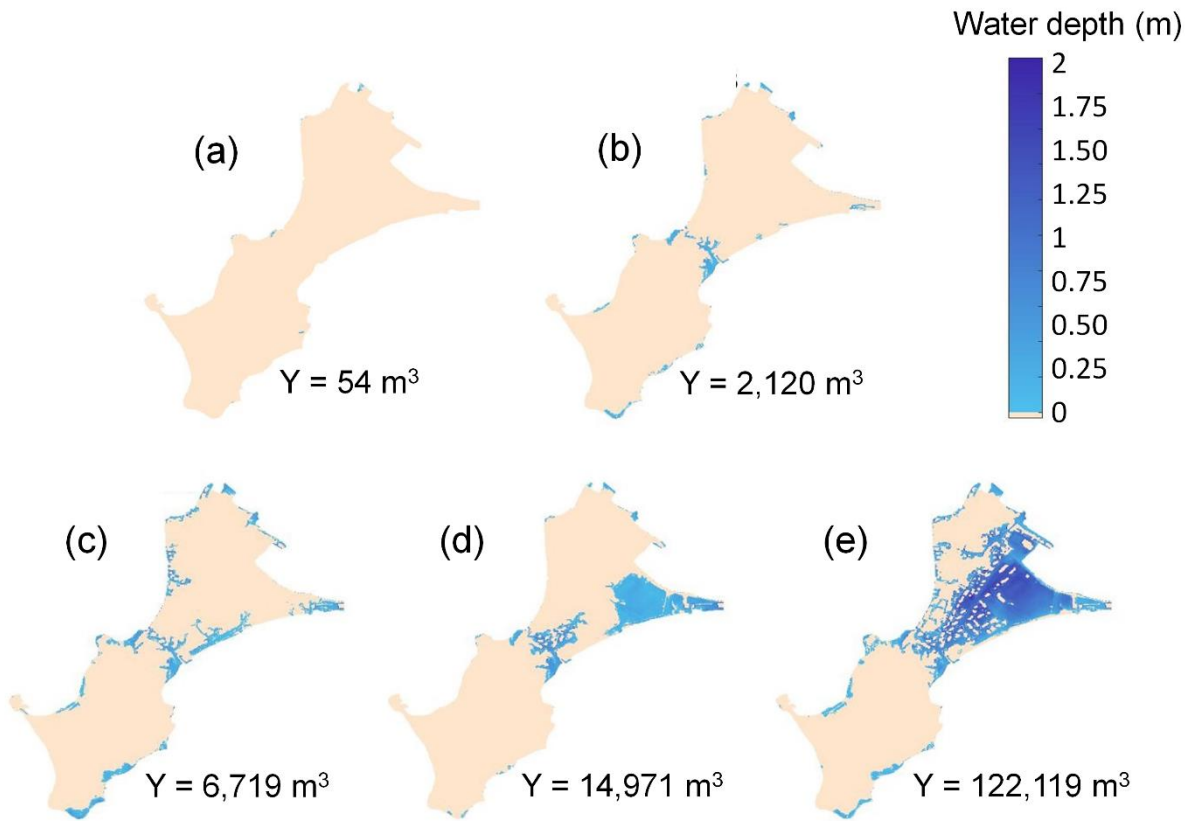 Water depth (m)
2
1.75
1.50
1.25
1
0.75
0.50
0.25
0
(a)
Y = 54 m³
(b)
Y = 2,120 m³
(c)
Y = 6,719 m³
(d)
Y = 14,971 m³
(e)
Y = 122,119 m³